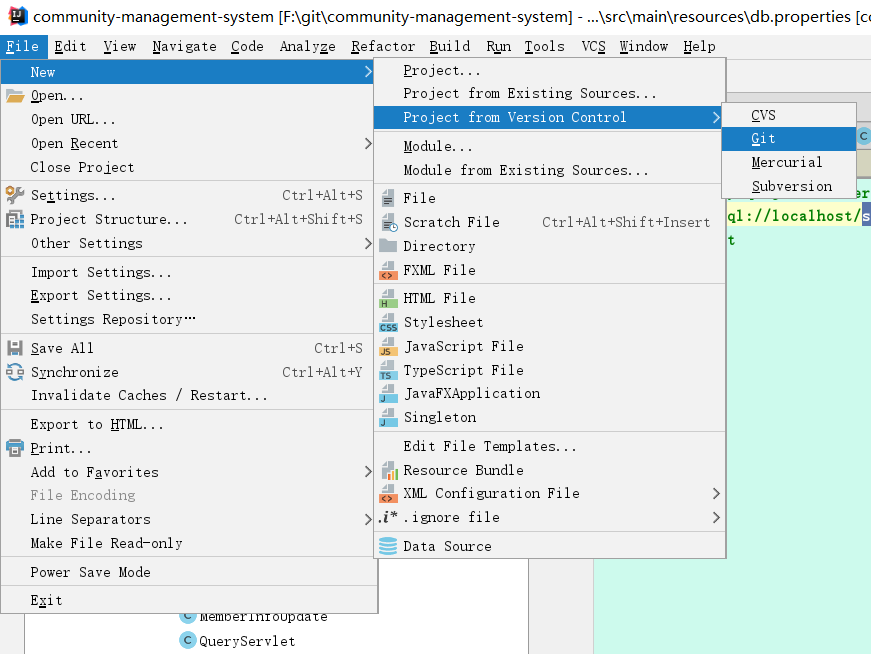 community-management-system [F:\git\community-management-system] - ...\src\main\resources\db.properties [c
File Edit View Navigate Code Analyze Refactor Build Run Tools VCS Window Help
New
Open...
Open URL...
Open Recent
Close Project
Settings... Ctrl+Alt+S
Project Structure... Ctrl+Alt+Shift+S
Other Settings
Import Settings...
Export Settings...
Settings Repository…
Save All Ctrl+S
Synchronize Ctrl+Alt+Y
Invalidate Caches / Restart...
Export to HTML...
Print...
Add to Favorites
File Encoding
Line Separators
Make File Read-only
Power Save Mode
Exit
Project...
Project from Existing Sources...
Project from Version Control
Module...
Module from Existing Sources...
File
Scratch File Ctrl+Alt+Shift+Insert
Directory
FXML File
HTML File
Stylesheet
JavaScript File
TypeScript File
JavaFXApplication
Singleton
Edit File Templates...
Resource Bundle
XML Configuration File
.i* .ignore file
Data Source
CVS
Git
Mercurial
Subversion
er
ql://localhost/s
t
C MemberInfoUpdate
C QueryServlet